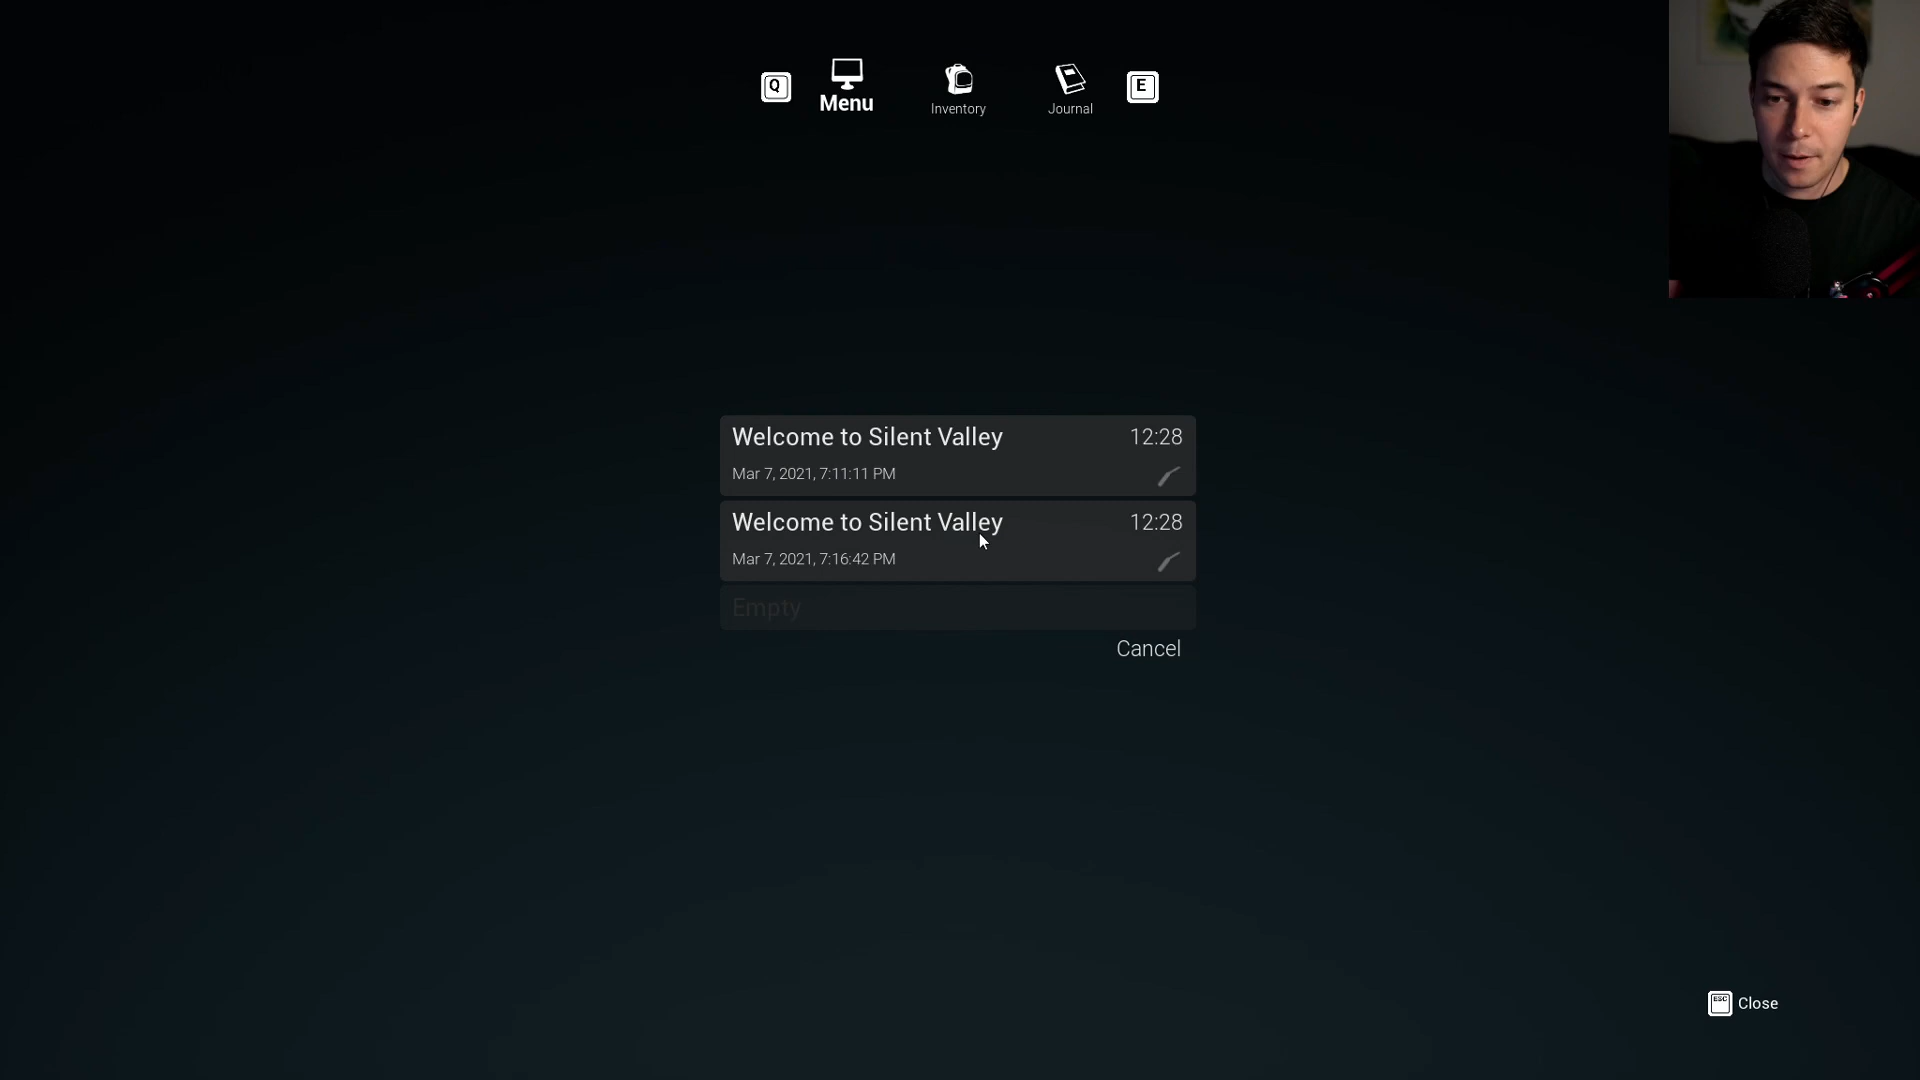 Q
Menu
Inventory
Journal
E
Welcome to Silent Valley 12:28
Mar 7, 2021, 7:11:11 PM
Welcome to Silent Valley 12:28
Mar 7, 2021, 7:16:42 PM
Empty
Cancel
ESC Close